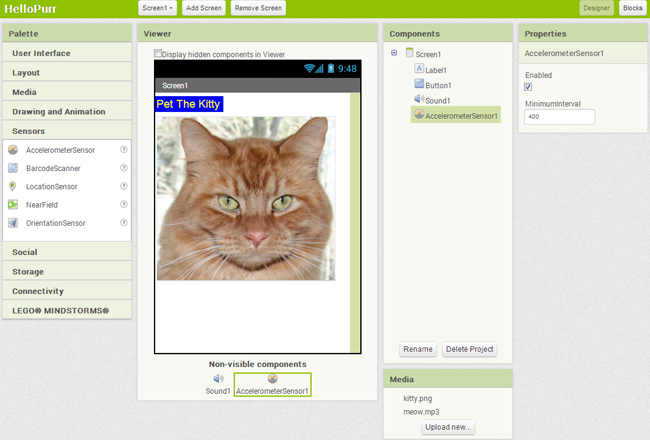 HelloPurr
Screen1
Add Screen
Remove Screen
Designer
Blocks
Palette
User Interface
Layout
Media
Drawing and Animation
Sensors
AccelerometerSensor
BarcodeScanner
LocationSensor
NearField
OrientationSensor
Social
Storage
Connectivity
LEGO® MINDSTORMS®
Viewer
Display hidden components in Viewer
9:48
Screen1
Pet The Kitty
Non-visible components
Sound1 AccelerometerSensor1
Components
Screen1
Label1
Button1
Sound1
AccelerometerSensor1
Rename
Delete Project
Media
kitty.png
meow.mp3
Upload new...
Properties
AccelerometerSensor1
Enabled
MinimumInterval
400